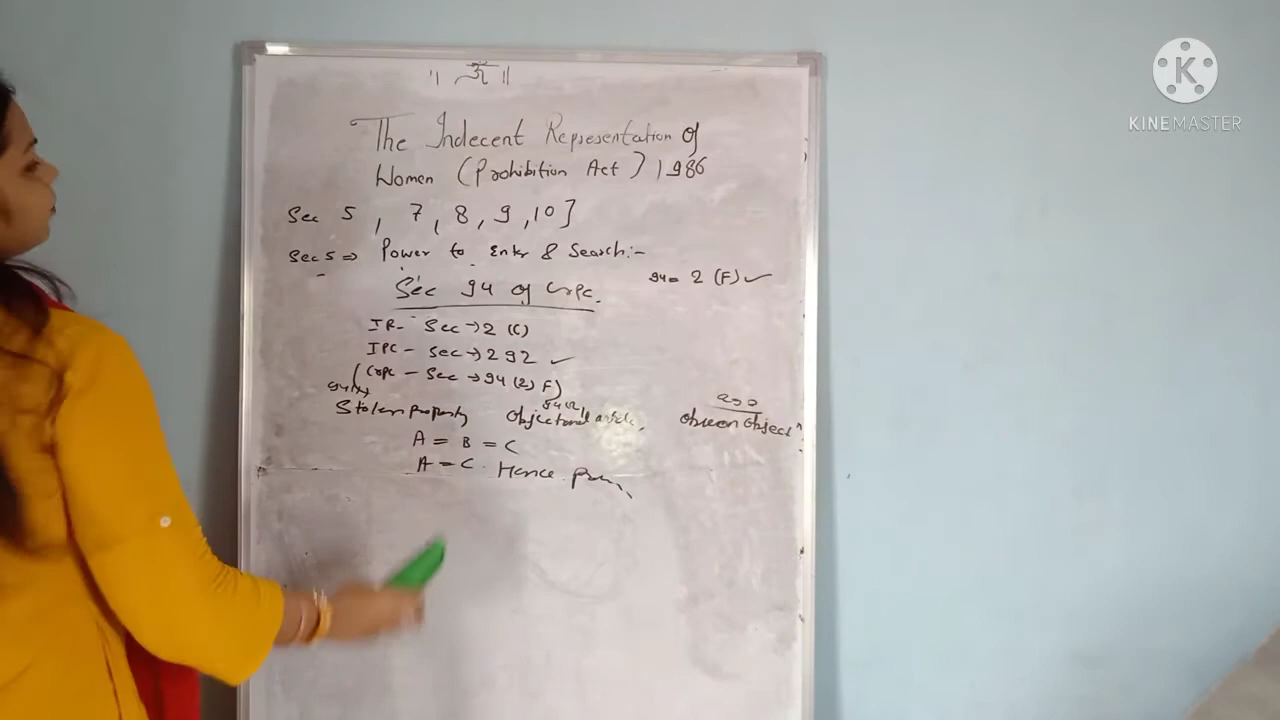 ॥ ॐ ॥
The Indecent Representation of
Women (Prohibition Act) 1986
Sec 5, 7, 8, 9, 10]
Sec 5 ⇒ Power to Enter & Search:-
Sec 94 of CrPC.
94 = 2 (F) ✓
IR- Sec → 2 (C)
IPC - Sec → 292 ✓
(CrPC - Sec → 94 (2) F)
Stolen property
A = B = C
A = C. Hence
KINEMASTER